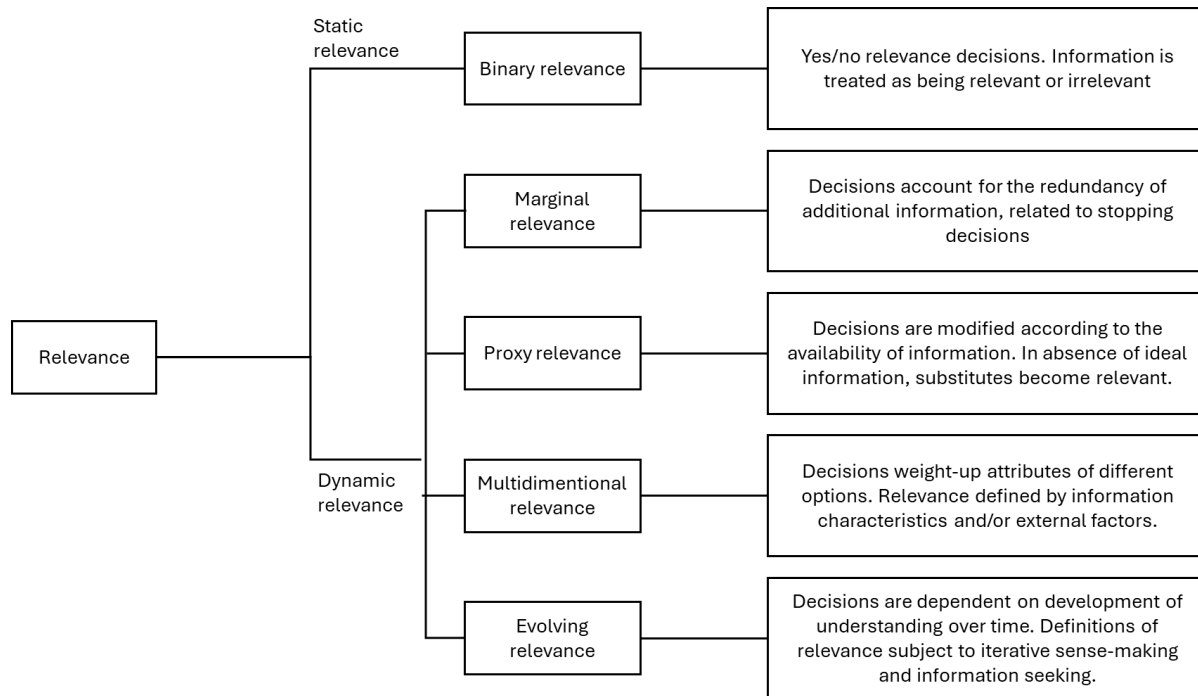 Static
relevance
Binary relevance
Yes/no relevance decisions. Information is
treated as being relevant or irrelevant
Marginal
relevance
Decisions account for the redundancy of
additional information, related to stopping
decisions
Relevance
Proxy relevance
Decisions are modified according to the
availability of information. In absence of ideal
information, substitutes become relevant.
Dynamic
relevance
Multidimentional
relevance
Decisions weight-up attributes of different
options. Relevance defined by information
characteristics and/or external factors.
Evolving
relevance
Decisions are dependent on development of
understanding over time. Definitions of
relevance subject to iterative sense-making
and information seeking.